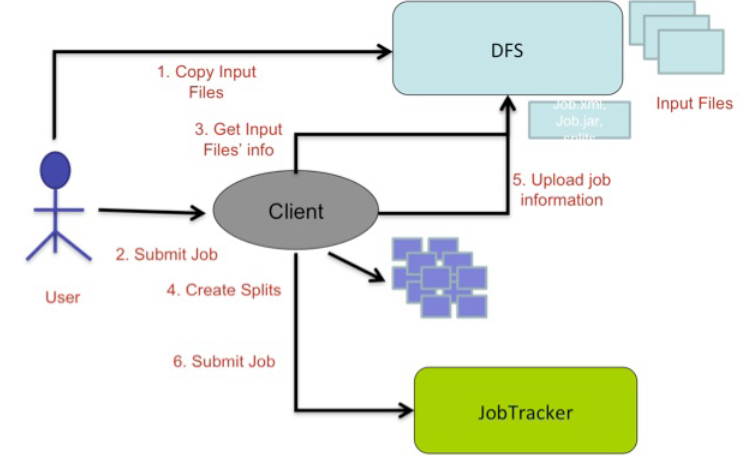 DFS
1. Copy Input
Files
Job.xml,
Job.jar,
splits
Input Files
3. Get Input
Files' info
5. Upload job
information
Client
2. Submit Job
4. Create Splits
User
6. Submit Job
JobTracker